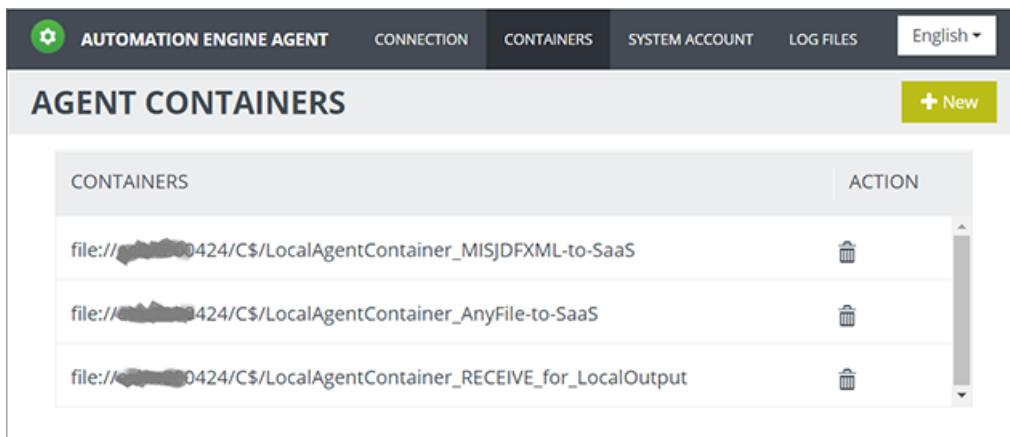 AUTOMATION ENGINE AGENT CONNECTION CONTAINERS SYSTEM ACCOUNT LOG FILES English
AGENT CONTAINERS
New
CONTAINERS ACTION
file:// 0424/C$/LocalAgentContainer_MISJDFXML-to-SaaS
file:// 424/C$/LocalAgentContainer_AnyFile-to-SaaS
file:// 0424/C$/LocalAgentContainer_RECEIVE_for_LocalOutput